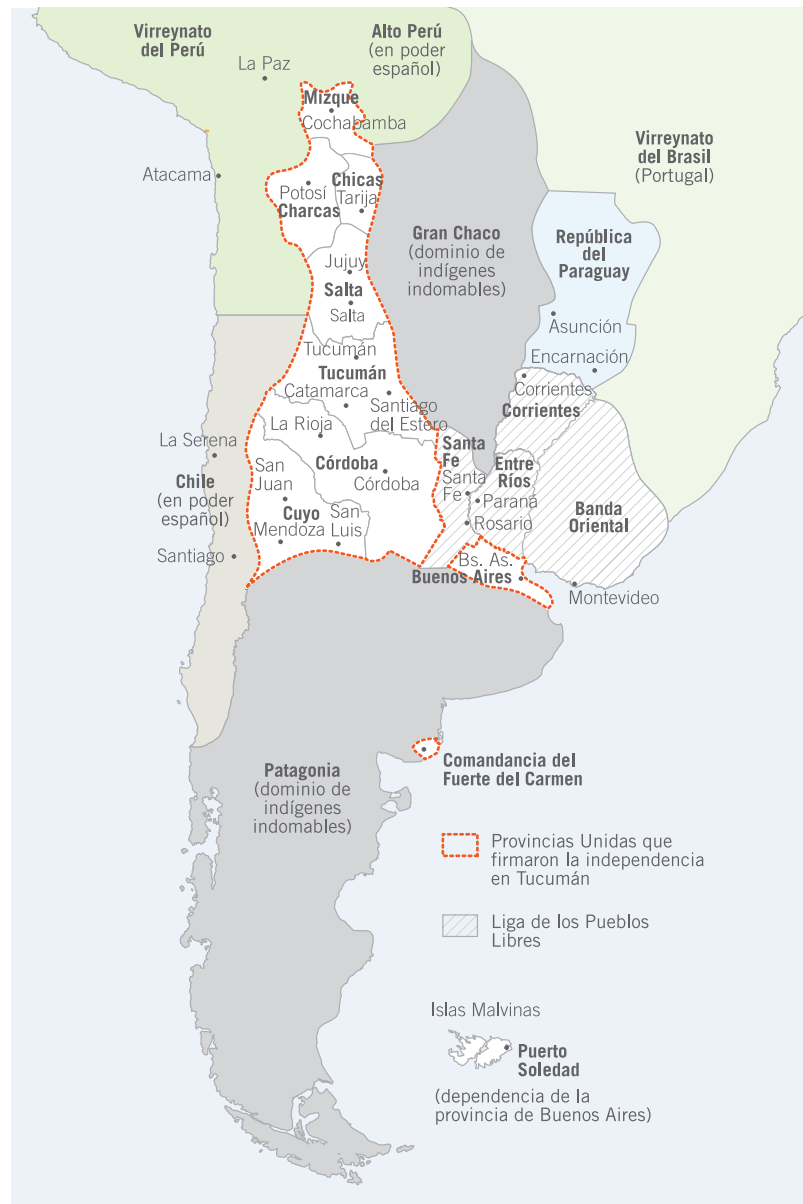 Virreynato
del Perú
Alto Perú
(en poder
español)
La Paz
Mizque
Cochabamba
Virreynato
del Brasil
(Portugal)
Atacama
Potosí
Charcas
Chicas
Tarija
Gran Chaco
(dominio de
indígenes
indomables)
República
del
Paraguay
Jujuy
Salta
Salta
Asunción
Tucumán
Tucumán
Encarnación
Catamarca
Santiago
del Estero
Corrientes
Corrientes
La Rioja
La Serena
Santa
Fe
Santa
Fe
Entre
Ríos
Paraná
Rosario
San
Juan
Córdoba
Córdoba
Chile
(en poder
español)
Cuyo
Mendoza
San
Luis
Banda
Oriental
Santiago
Bs. As.
Buenos Aires
Montevideo
Comandancia del
Fuerte del Carmen
Patagonia
(dominio de
indígenes
indomables)
Provincias Unidas que
firmaron la independencia
en Tucumán
Liga de los Pueblos
Libres
Islas Malvinas
Puerto
Soledad
(dependencia de la
provincia de Buenos Aires)